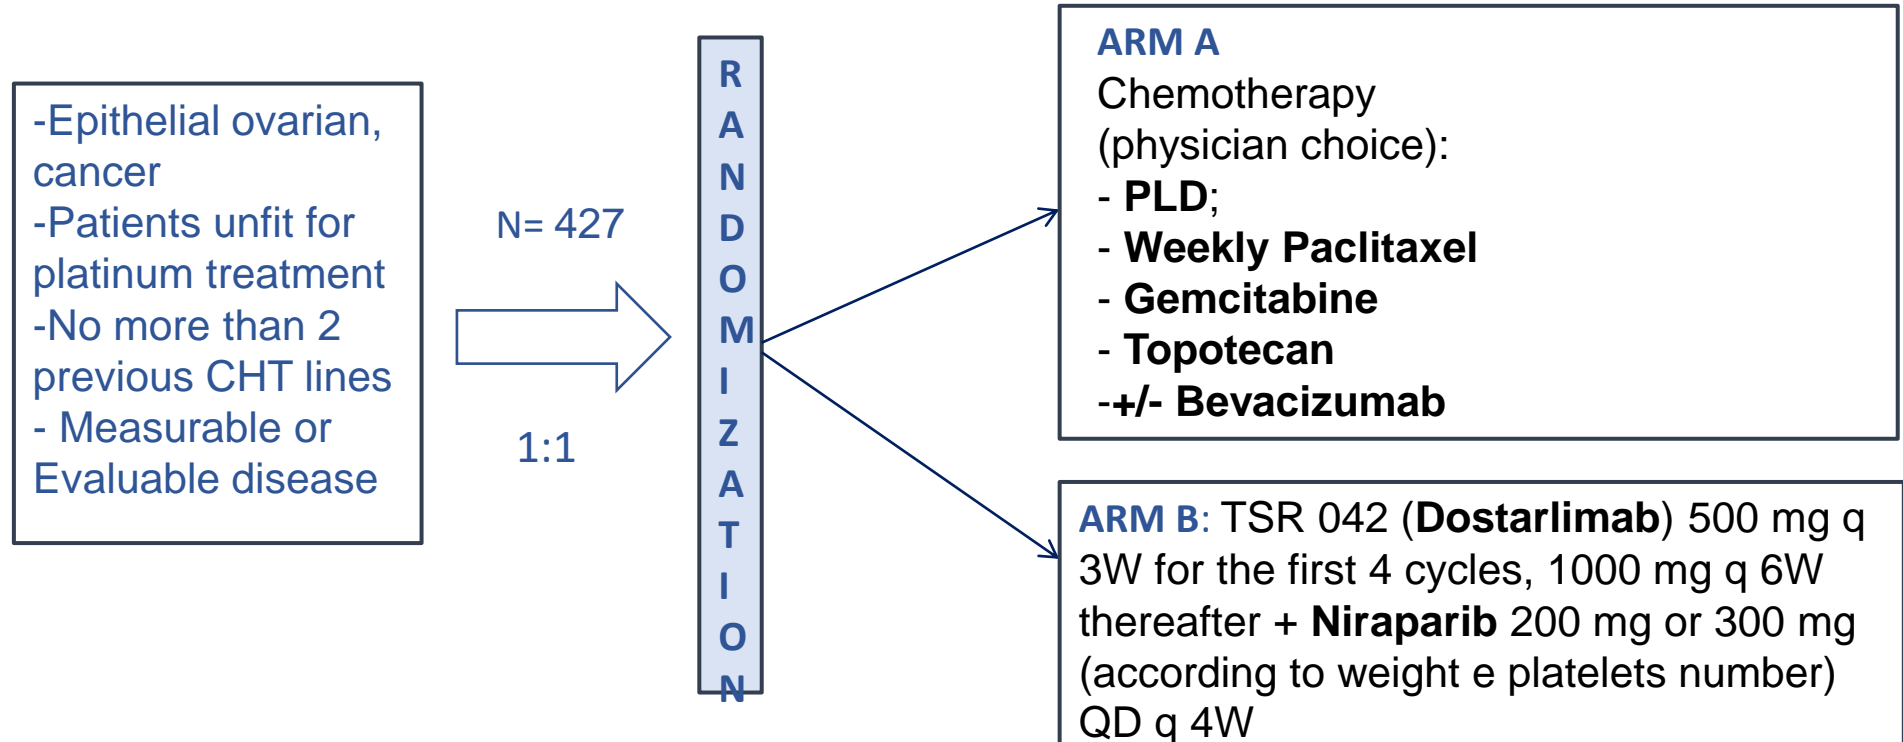 -Epithelial ovarian,
cancer
-Patients unfit for
platinum treatment
-No more than 2
previous CHT lines
- Measurable or
Evaluable disease
N= 427
1:1
R
A
N
D
O
M
I
Z
A
T
I
O
N
ARM A
Chemotherapy
(physician choice):
- PLD;
- Weekly Paclitaxel
- Gemcitabine
- Topotecan
-+/- Bevacizumab
ARM B: TSR 042 (Dostarlimab) 500 mg q
3W for the first 4 cycles, 1000 mg q 6W
thereafter + Niraparib 200 mg or 300 mg
(according to weight e platelets number)
QD q 4W